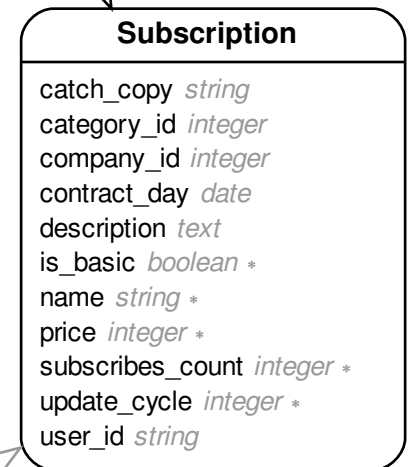 Subscription
catch_copy string
category_id integer
company_id integer
contract_day date
description text
is_basic boolean *
name string *
price integer *
subscribes_count integer *
update_cycle integer *
user_id string